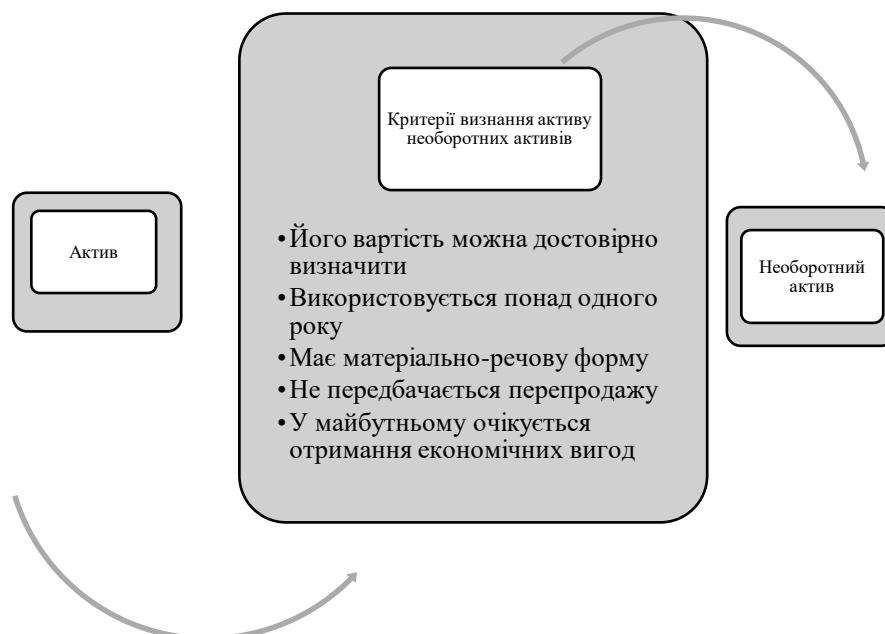 Актив
Критерії визнання активу
необоротних активів
•Його вартість можна достовірно
визначити
•Використовується понад одного
року
•Має матеріально-речову форму
•Не передбачається перепродажу
•У майбутньому очікується
отримання економічних вигод
Необоротний
актив